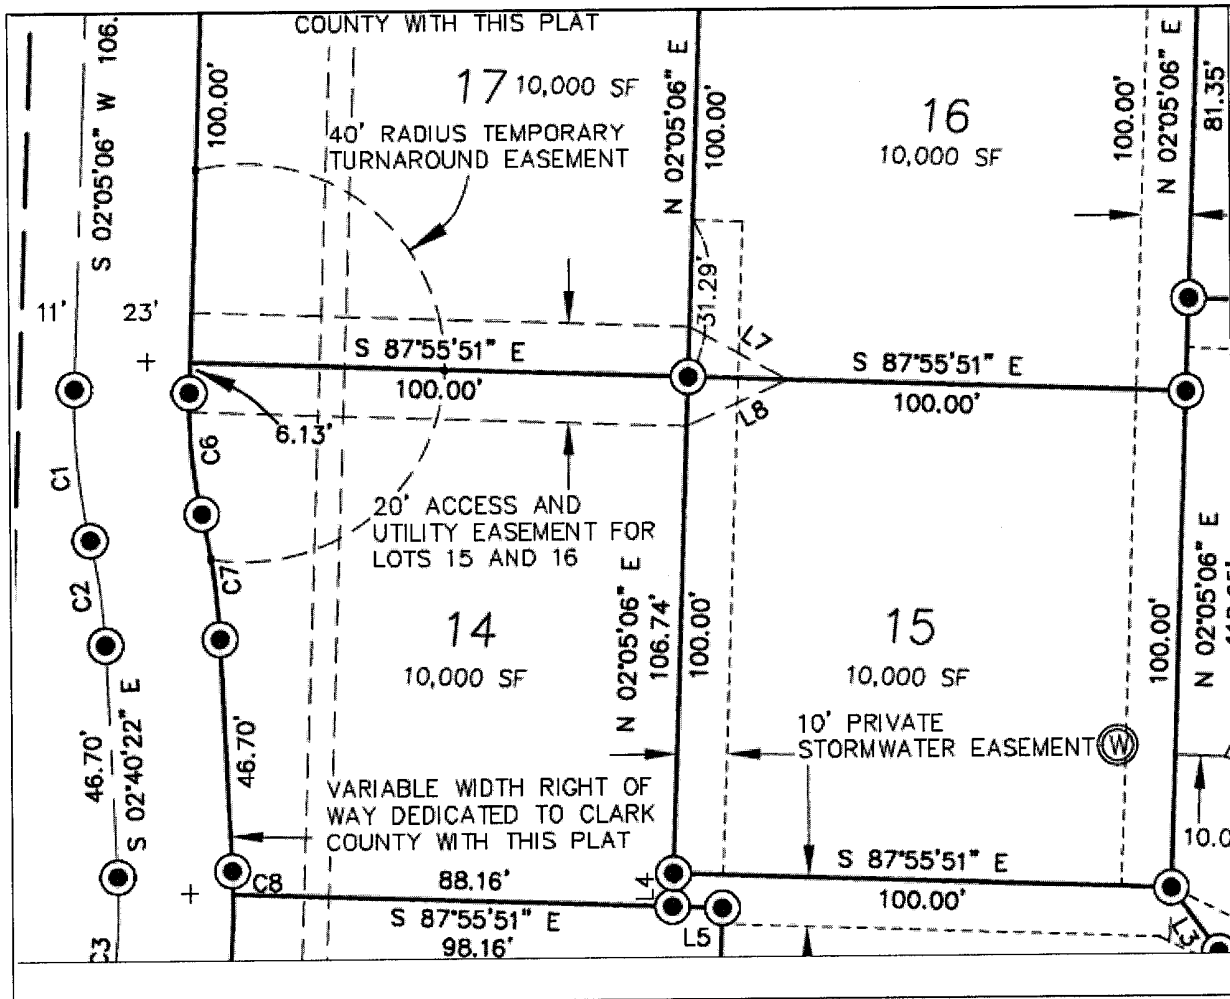 COUNTY WITH THIS PLAT
S 02°05'06" W 106.
100.00'
17 10,000 SF
40' RADIUS TEMPORARY
TURNAROUND EASEMENT
N 02°05'06" E
100.00'
16
10,000 SF
100.00'
N 02°05'06" E
81.35'
31.29'
11'
23'
L7
S 87°55'51" E
100.00'
S 87°55'51" E
100.00'
L8
6.13'
C6
C1
20' ACCESS AND
UTILITY EASEMENT FOR
LOTS 15 AND 16
C7
C2
N 02°05'06" E
106.74'
100.00'
14
10,000 SF
15
10,000 SF
100.00'
N 02°05'06" E
46.70'
S 02°40'22" E
46.70'
10' PRIVATE
STORMWATER EASEMENT
W
VARIABLE WIDTH RIGHT OF
WAY DEDICATED TO CLARK
COUNTY WITH THIS PLAT
10.0
S 87°55'51" E
100.00'
C8
88.16'
L4
S 87°55'51" E
98.16'
L5
L3
C3